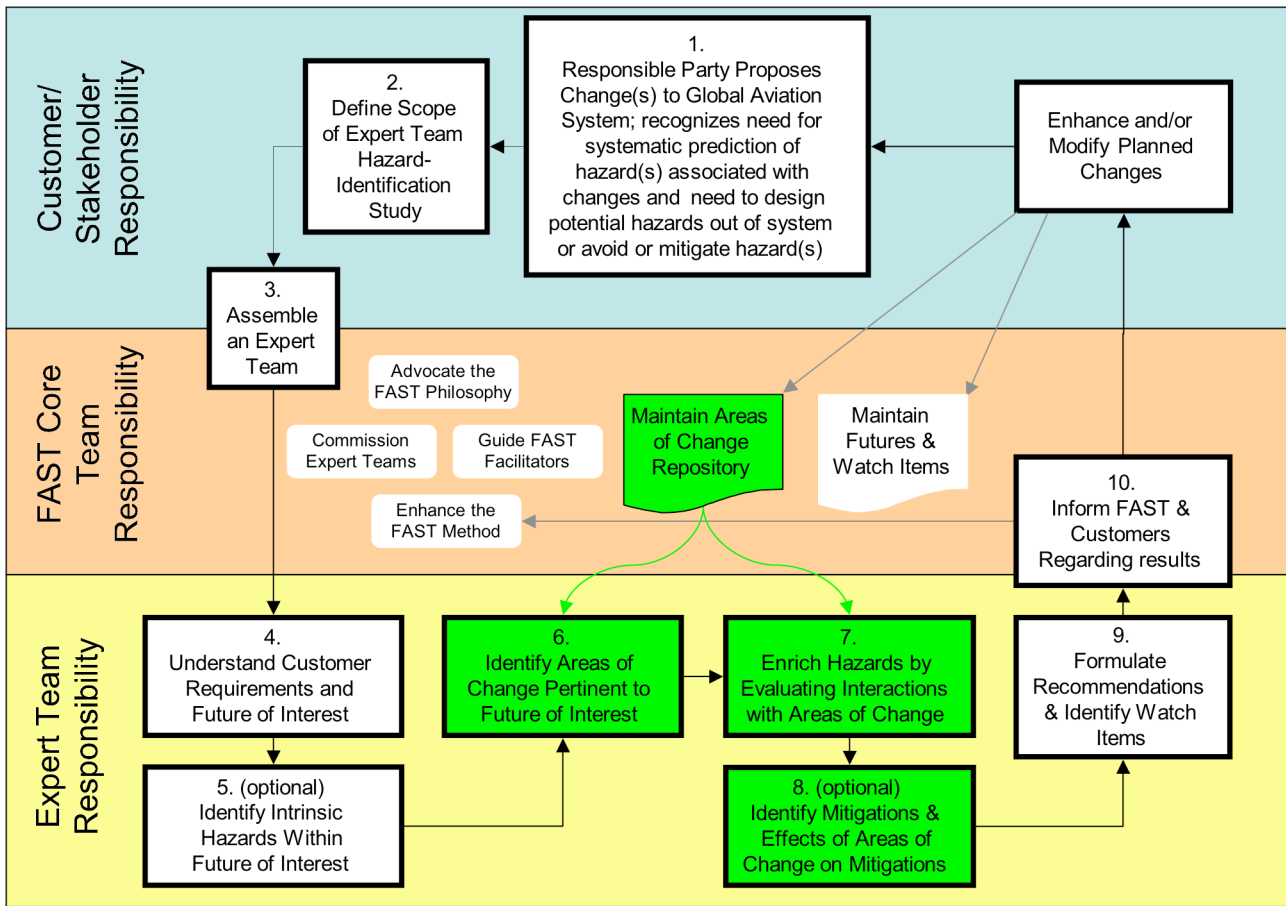 Customer/
Stakeholder
Responsibility
1.
Responsible Party Proposes
Change(s) to Global Aviation
System; recognizes need for
systematic prediction of
hazard(s) associated with
changes and need to design
potential hazards out of system
or avoid or mitigate hazard(s)
2.
Define Scope
of Expert Team
Hazard-
Identification
Study
Enhance and/or
Modify Planned
Changes
3.
Assemble
an Expert
Team
FAST Core
Team
Responsibility
Advocate the
FAST Philosophy
Commission
Expert Teams
Guide FAST
Facilitators
Enhance the
FAST Method
Maintain Areas
of Change
Repository
Maintain
Futures &
Watch Items
10.
Inform FAST &
Customers
Regarding results
Expert Team
Responsibility
4.
Understand Customer
Requirements and
Future of Interest
5. (optional)
Identify Intrinsic
Hazards Within
Future of Interest
6.
Identify Areas of
Change Pertinent to
Future of Interest
7.
Enrich Hazards by
Evaluating Interactions
with Areas of Change
8. (optional)
Identify Mitigations &
Effects of Areas of
Change on Mitigations
9.
Formulate
Recommendations
& Identify Watch
Items